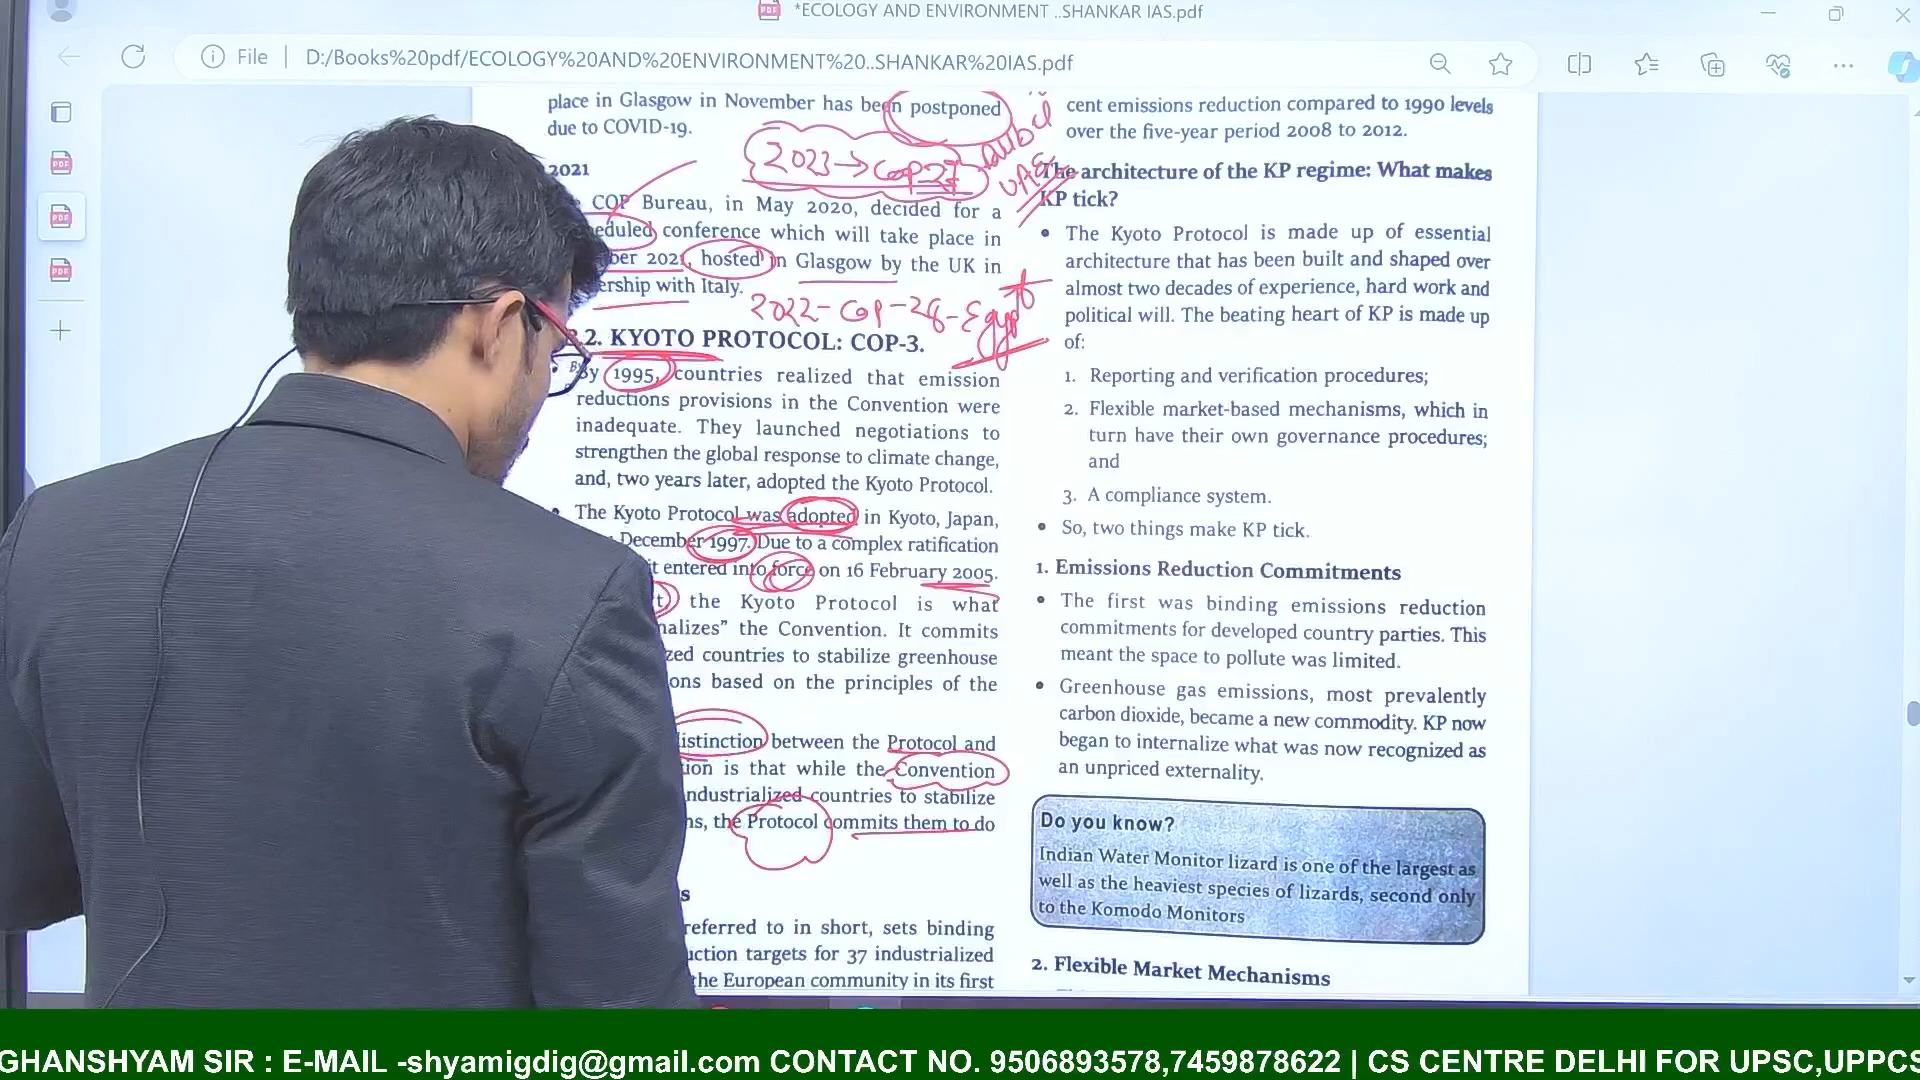 *ECOLOGY AND ENVIRONMENT ..SHANKAR IAS.pdf
File
D:/Books%20pdf/ECOLOGY%20AND%20ENVIRONMENT%20..SHANKAR%20IAS.pdf
place in Glasgow in November has been postponed
due to COVID-19.
2023→COP-27
2021
COP Bureau, in May 2020, decided for a
eduled conference which will take place in
ber 2021, hosted in Glasgow by the UK in
ership with Italy.
2022-COP-28-Egypt
.2. KYOTO PROTOCOL: COP-3.
By 1995, countries realized that emission
reductions provisions in the Convention were
inadequate. They launched negotiations to
strengthen the global response to climate change,
and, two years later, adopted the Kyoto Protocol.
The Kyoto Protocol was adopted in Kyoto, Japan,
December 1997. Due to a complex ratification
it entered into force on 16 February 2005.
t, the Kyoto Protocol is what
nalizes” the Convention. It commits
zed countries to stabilize greenhouse
ons based on the principles of the
istinction between the Protocol and
tion is that while the Convention
ndustrialized countries to stabilize
ns, the Protocol commits them to do
s
referred to in short, sets binding
uction targets for 37 industrialized
the European community in its first
cent emissions reduction compared to 1990 levels
over the five-year period 2008 to 2012.
UAE
The architecture of the KP regime: What makes
KP tick?
• The Kyoto Protocol is made up of essential
architecture that has been built and shaped over
almost two decades of experience, hard work and
political will. The beating heart of KP is made up
of:
1. Reporting and verification procedures;
2. Flexible market-based mechanisms, which in
turn have their own governance procedures;
and
3. A compliance system.
• So, two things make KP tick.
1. Emissions Reduction Commitments
• The first was binding emissions reduction
commitments for developed country parties. This
meant the space to pollute was limited.
• Greenhouse gas emissions, most prevalently
carbon dioxide, became a new commodity. KP now
began to internalize what was now recognized as
an unpriced externality.
Do you know?
Indian Water Monitor lizard is one of the largest as
well as the heaviest species of lizards, second only
to the Komodo Monitors
2. Flexible Market Mechanisms
GHANSHYAM SIR : E-MAIL -shyamigdig@gmail.com CONTACT NO. 9506893578,7459878622 | CS CENTRE DELHI FOR UPSC,UPPCS